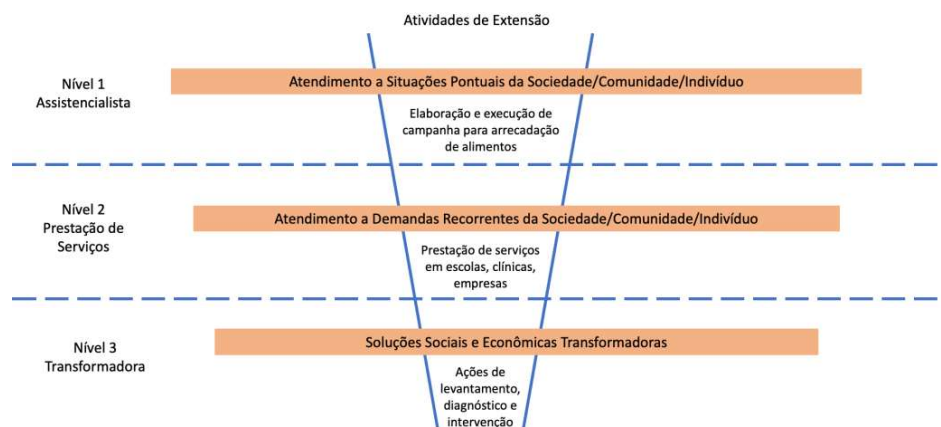 Atividades de Extensão
Nível 1
Assistencialista
Atendimento a Situações Pontuais da Sociedade/Comunidade/Indivíduo
Elaboração e execução de
campanha para arrecadação
de alimentos
Nível 2
Prestação de
Serviços
Atendimento a Demandas Recorrentes da Sociedade/Comunidade/Indivíduo
Prestação de serviços
em escolas, clínicas,
empresas
Nível 3
Transformadora
Soluções Sociais e Econômicas Transformadoras
Ações de
levantamento,
diagnóstico e
intervenção